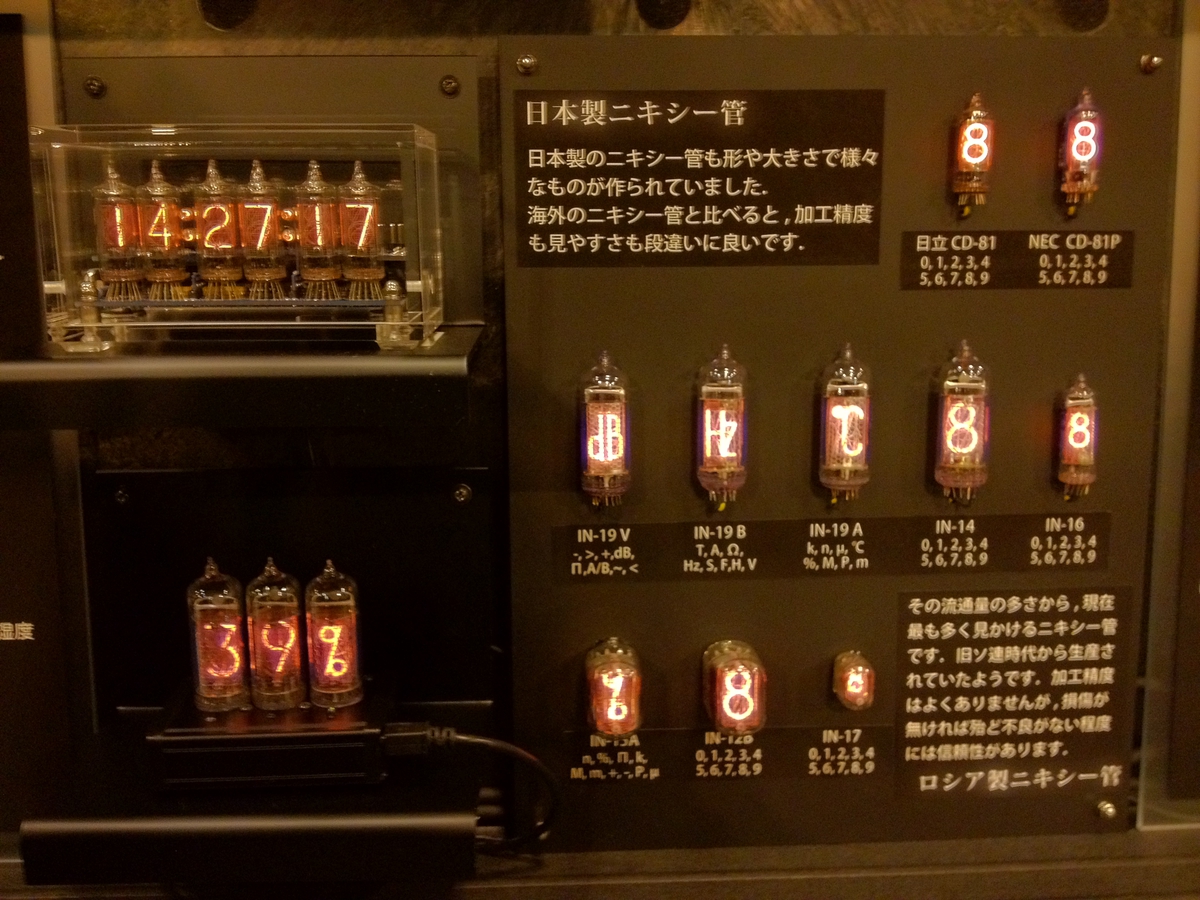 14:27:17
日本製ニキシー管
日本製のニキシー管も形や大きさで様々
なものが作られていました.
海外のニキシー管と比べると,加工精度
も見やすさも段違いに良いです.
8
8
日立 CD-81
0, 1, 2, 3, 4
5, 6, 7, 8, 9
NEC CD-81P
0, 1, 2, 3, 4
5, 6, 7, 8, 9
dB
Hz
℃
8
8
IN-19 V
-, >, +,dB,
Π,A/B,~, <
IN-19 B
T, A, Ω,
Hz, S, F,H, V
IN-19 A
k, n, μ, ℃
%, M, P, m
IN-14
0, 1, 2, 3, 4
5, 6, 7, 8, 9
IN-16
0, 1, 2, 3, 4
5, 6, 7, 8, 9
湿度
39%
%
8
8
IN-15A
n, %, Π, k,
M, m, +, -, P, μ
IN-12B
0, 1, 2, 3, 4
5, 6, 7, 8, 9
IN-17
0, 1, 2, 3, 4
5, 6, 7, 8, 9
その流通量の多さから,現在
最も多く見かけるニキシー管
です. 旧ソ連時代から生産さ
れていたようです. 加工精度
はよくありませんが,損傷が
無ければ殆ど不良がない程度
には信頼性があります.
ロシア製ニキシー管